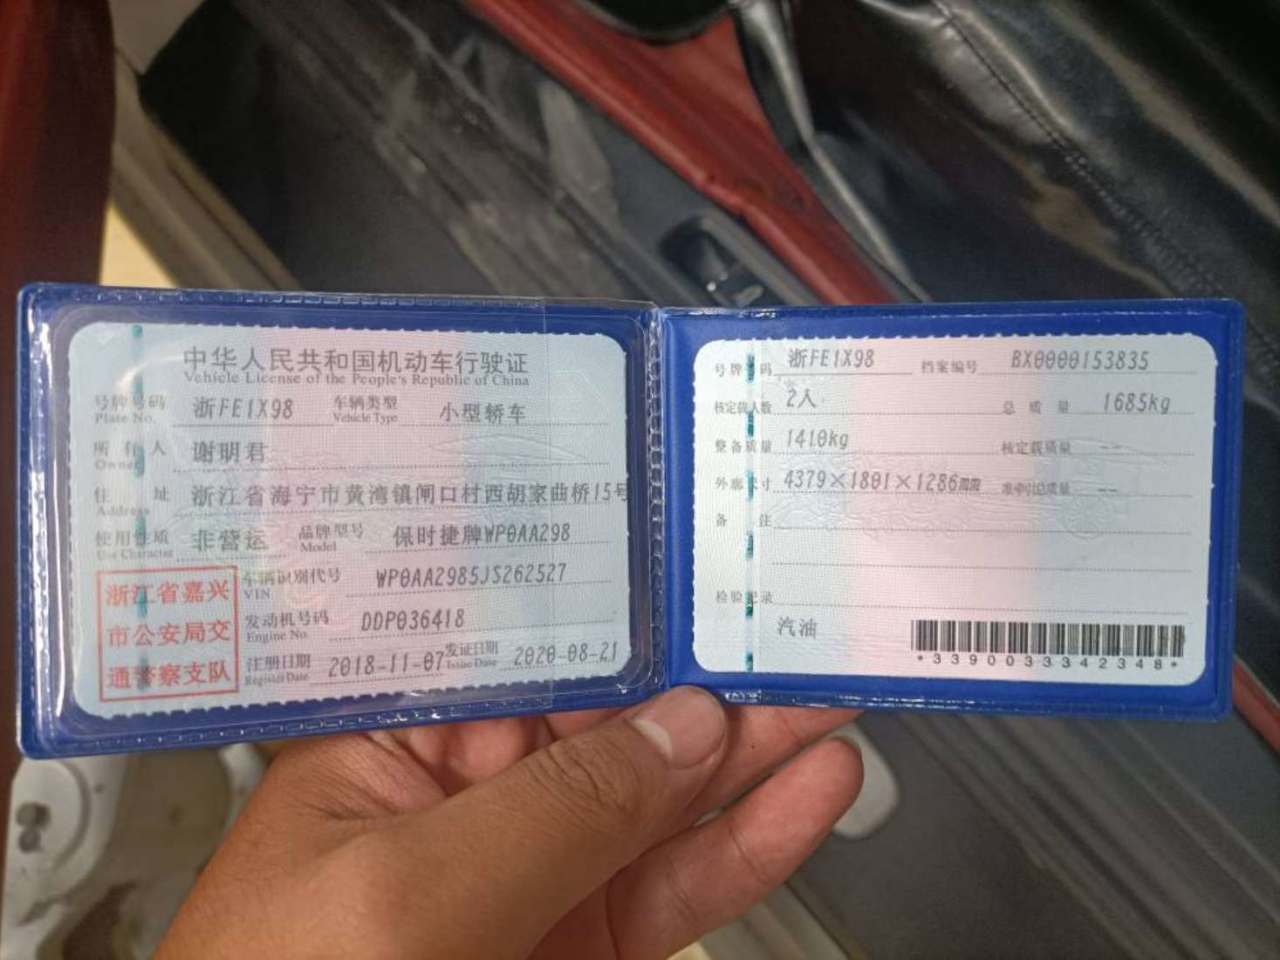 中华人民共和国机动车行驶证
Vehicle License of the People's Republic of China
号牌号码 浙FE1X98 车辆类型 小型轿车
Plate No. Vehicle Type
所有人 谢明君
Owner
住址 浙江省海宁市黄湾镇闸口村西胡家曲桥15号
Address
使用性质 非营运 品牌型号 保时捷牌WP0AA298
Use Character Model
浙江省嘉兴
市公安局交
通警察支队
车辆识别代号 WP0AA2985JS262527
VIN
发动机号码 DDP036418
Engine No.
注册日期 2018-11-07 发证日期 2020-08-21
Register Date Issue Date
号牌号码 浙FE1X98 档案编号 BX0000153835
核定载人数 2人 总质量 1685kg
整备质量 1410kg 核定载质量 --
外廓尺寸 4379×1801×1286mm 准牵引总质量 --
备注
检验记录
汽油
*3390033342348*